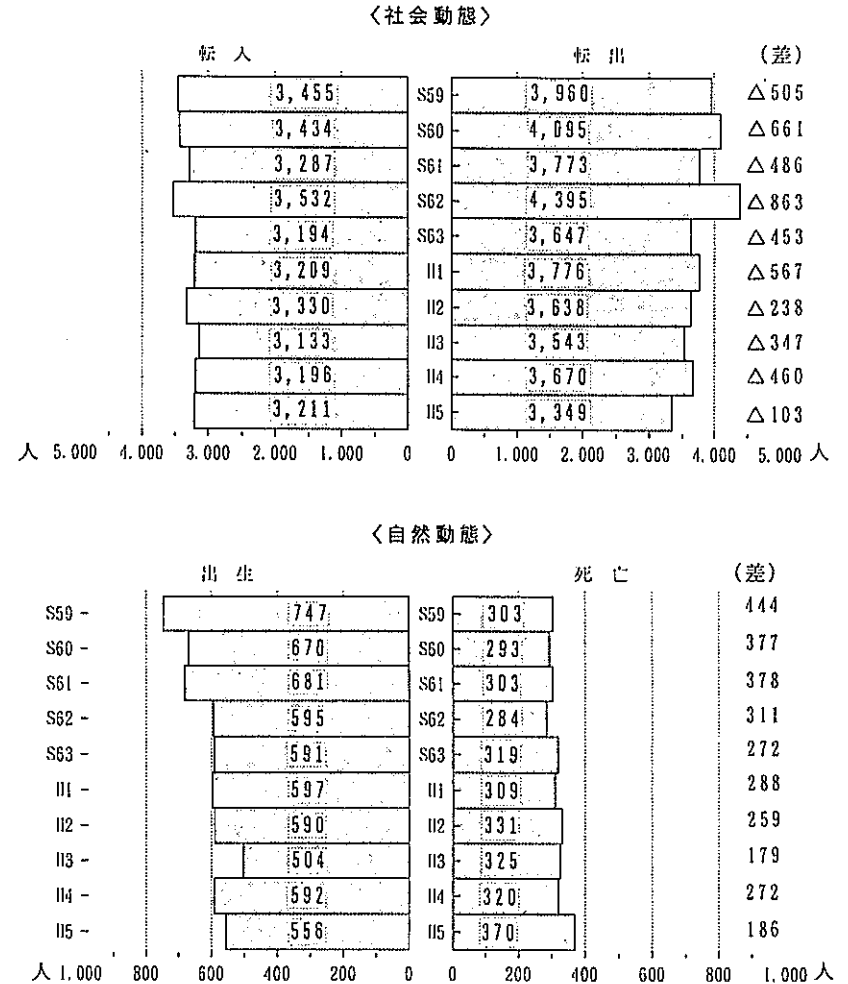 〈社会動態〉
転入 転出 (差)
3,455 S59 3,960 △505
3,434 S60 4,095 △661
3,287 S61 3,773 △486
3,532 S62 4,395 △863
3,194 S63 3,647 △453
3,209 H1 3,776 △567
3,330 H2 3,638 △238
3,133 H3 3,543 △347
3,196 H4 3,670 △460
3,211 H5 3,349 △103
人 5.000 4.000 3.000 2.000 1.000 0 0 1.000 2.000 3.000 4.000 5.000 人
〈自然動態〉
出生 死亡 (差)
S59 747 S59 303 444
S60 670 S60 293 377
S61 681 S61 303 378
S62 595 S62 284 311
S63 591 S63 319 272
H1 597 H1 309 288
H2 590 H2 331 259
H3 504 H3 325 179
H4 592 H4 320 272
H5 556 H5 370 186
人 1,000 800 600 400 200 0 0 200 400 600 800 1,000 人